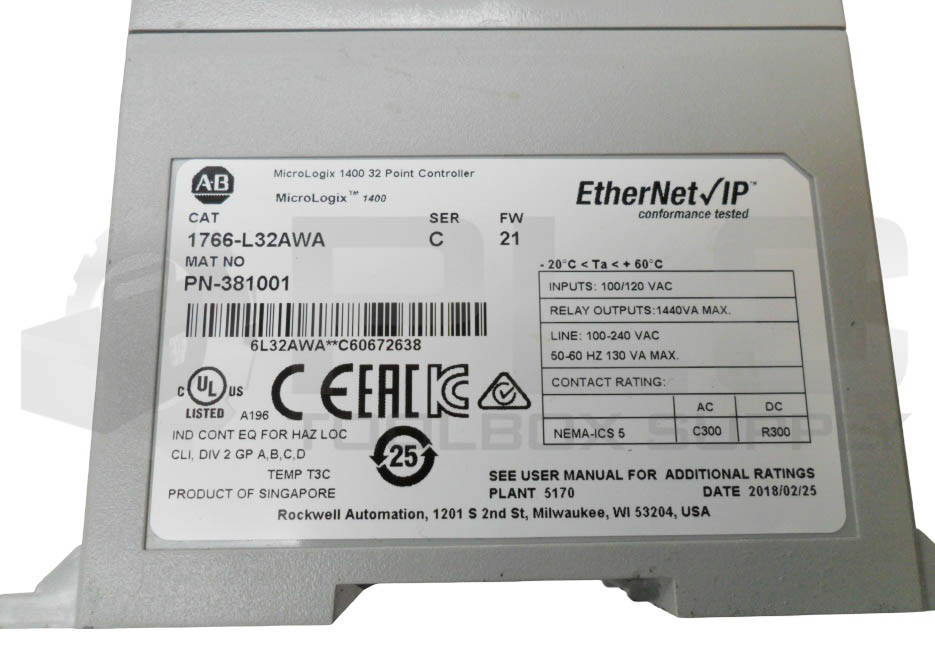 A-B
MicroLogix 1400 32 Point Controller
MicroLogix™ 1400
EtherNet/IP™
conformance tested
CAT SER FW
1766-L32AWA C 21
MAT NO
PN-381001
6L32AWA**C60672638
- 20°C < Ta < + 60°C
INPUTS: 100/120 VAC
RELAY OUTPUTS:1440VA MAX.
LINE: 100-240 VAC
50-60 HZ 130 VA MAX.
CONTACT RATING:
AC DC
NEMA-ICS 5 C300 R300
C UL US
LISTED A196
CE EAC KC
IND CONT EQ FOR HAZ LOC
CLI, DIV 2 GP A,B,C,D
TEMP T3C
25
PRODUCT OF SINGAPORE
SEE USER MANUAL FOR ADDITIONAL RATINGS
PLANT 5170 DATE 2018/02/25
Rockwell Automation, 1201 S 2nd St, Milwaukee, WI 53204, USA
PLC
TOOLBOX SUPPLY